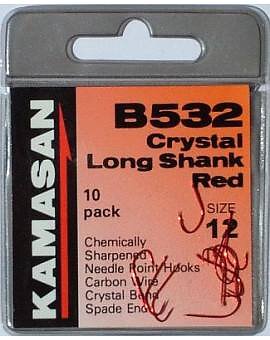 KAMASAN
B532
Crystal
Long Shank
Red
10
pack
SIZE
12
Chemically
Sharpened
Needle Point Hooks
Carbon Wire
Crystal Bend
Spade End